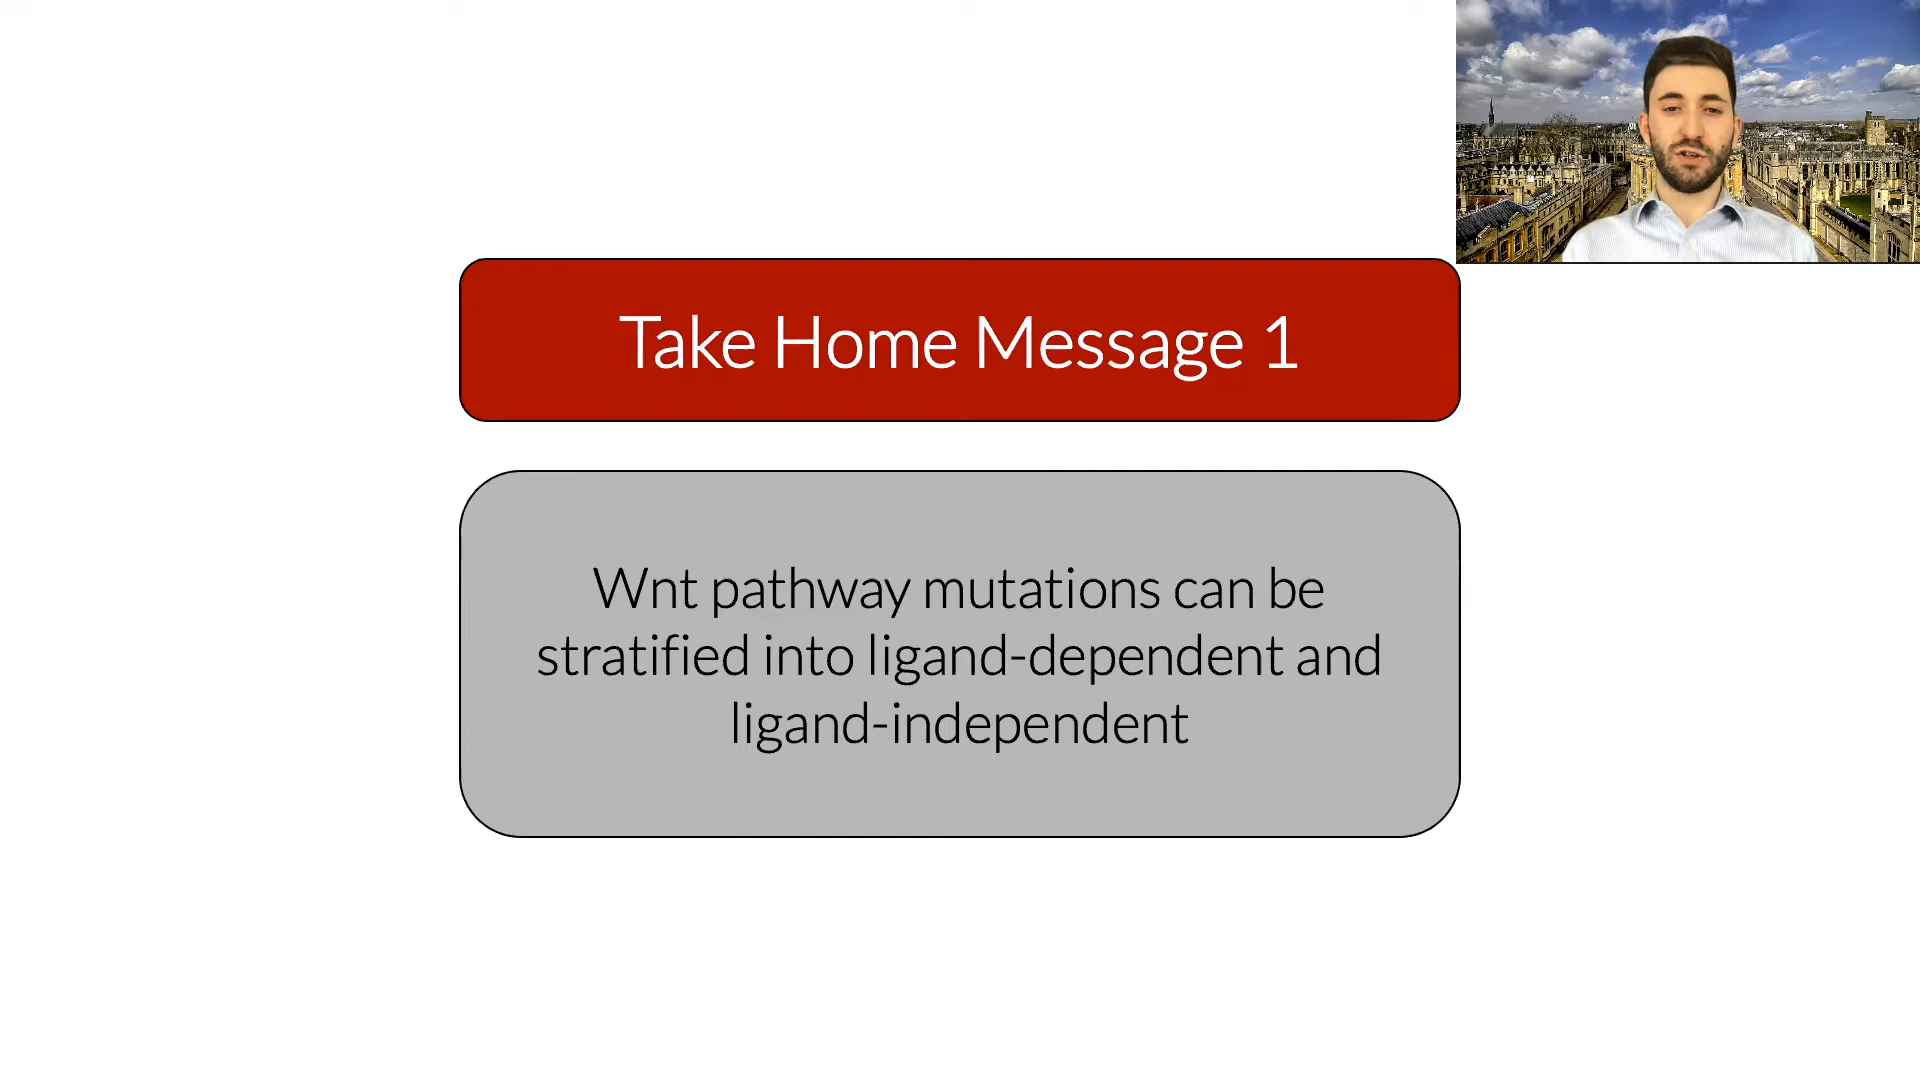 Take Home Message 1
Wnt pathway mutations can be
stratified into ligand-dependent and
ligand-independent